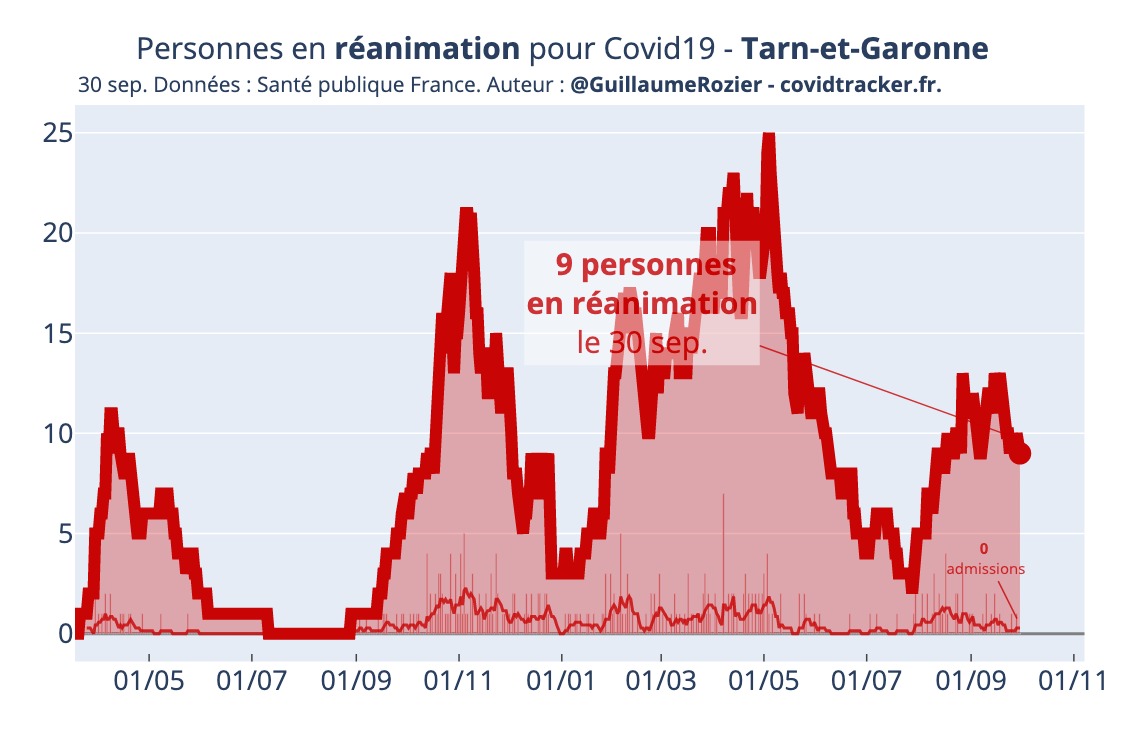 Personnes en réanimation pour Covid19 - Tarn-et-Garonne
30 sep. Données : Santé publique France. Auteur : @GuillaumeRozier - covidtracker.fr.
25
20
15
10
5
0
9 personnes
en réanimation
le 30 sep.
0
admissions
01/05 01/07 01/09 01/11 01/01 01/03 01/05 01/07 01/09 01/11